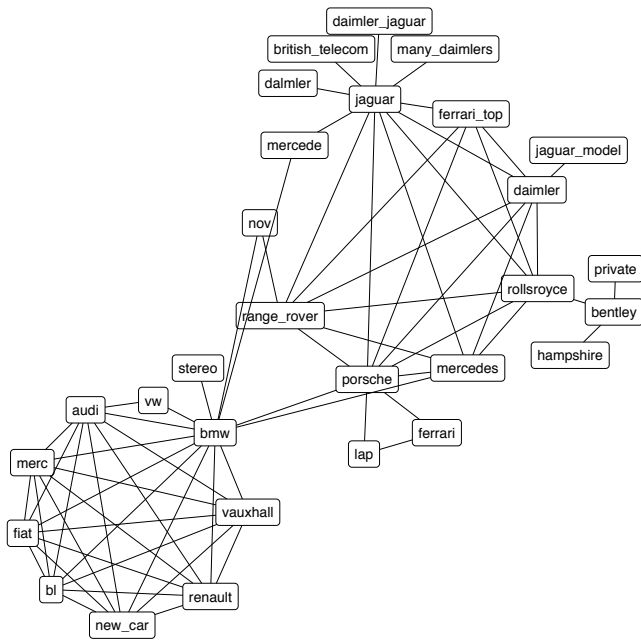 daimler_jaguar
british_telecom
many_daimlers
dalmler
jaguar
ferrari_top
mercede
jaguar_model
daimler
nov
private
rollsroyce
bentley
range_rover
hampshire
stereo
mercedes
porsche
vw
audi
bmw
ferrari
lap
merc
vauxhall
fiat
bl
renault
new_car